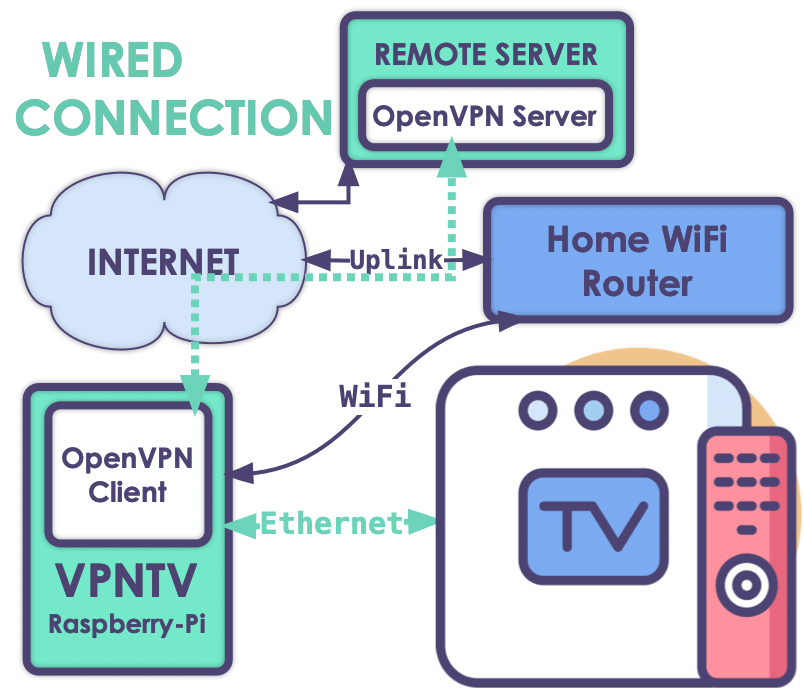 WIRED
CONNECTION
REMOTE SERVER
OpenVPN Server
INTERNET
Uplink
Home WiFi
Router
WiFi
OpenVPN
Client
Ethernet
VPNTV
Raspberry-Pi
TV